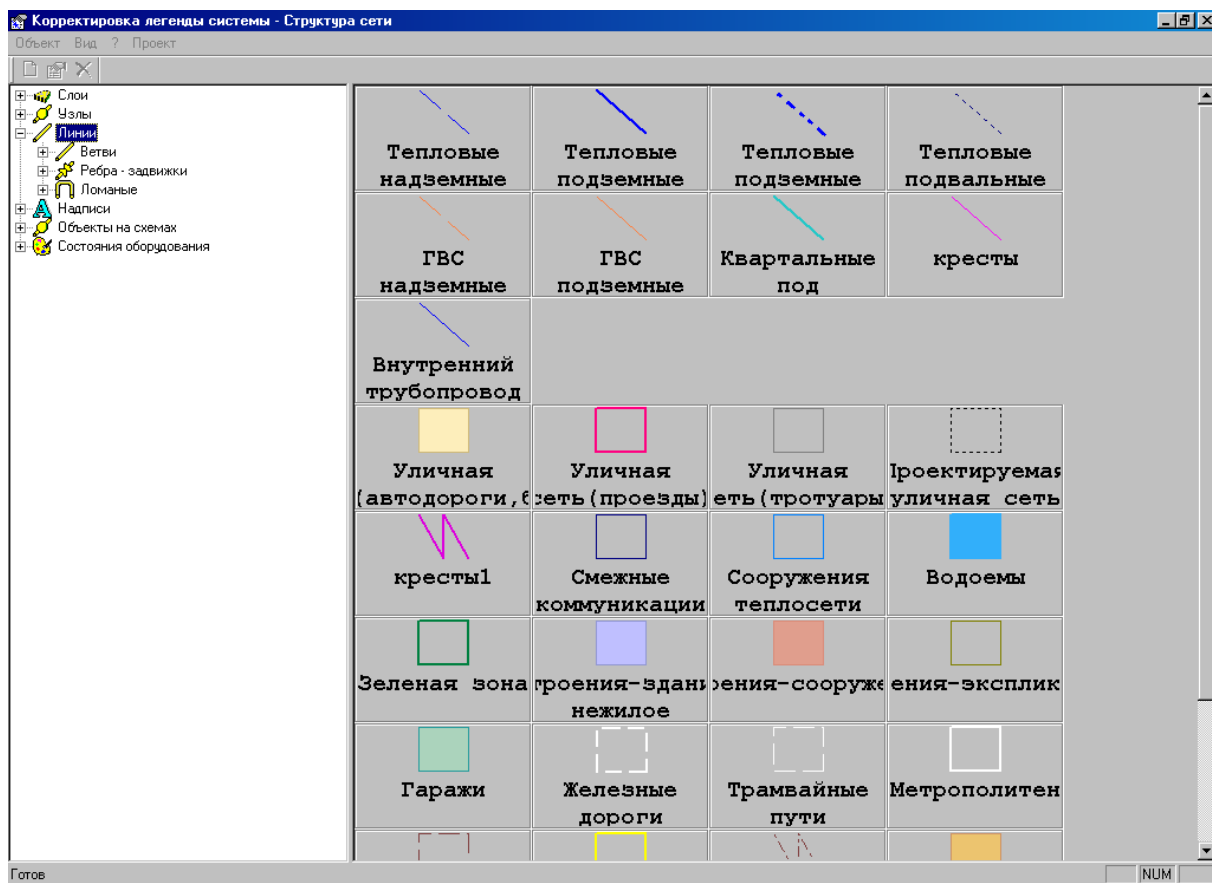 Корректировка легенды системы - Структура сети
Объект Вид ? Проект
Слои
Узлы
Линии
Ветви
Ребра - задвижки
Ломаные
Надписи
Объекты на схемах
Состояния оборудования
Тепловые надземные
Тепловые подземные
Тепловые подземные
Тепловые подвальные
ГВС надземные
ГВС подземные
Квартальные под
кресты
Внутренний трубопровод
Уличная
(автодороги,
Уличная
сеть(проезды)
Уличная
еть(тротуары
Проектируемая
уличная сеть
кресты1
Смежные коммуникации
Сооружения теплосети
Водоемы
Зеленая зона
троения-здани
нежилое
рения-сооруже
ения-эксплик
Гаражи
Железные дороги
Трамвайные пути
Метрополитен
Готов
NUM